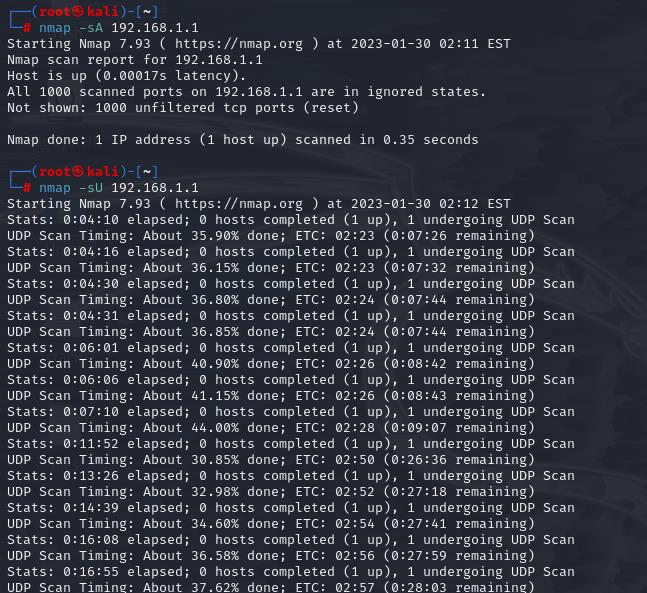 ┌──(root㉿kali)-[~]
└─# nmap -sA 192.168.1.1
Starting Nmap 7.93 ( https://nmap.org ) at 2023-01-30 02:11 EST
Nmap scan report for 192.168.1.1
Host is up (0.00017s latency).
All 1000 scanned ports on 192.168.1.1 are in ignored states.
Not shown: 1000 unfiltered tcp ports (reset)
Nmap done: 1 IP address (1 host up) scanned in 0.35 seconds
┌──(root㉿kali)-[~]
└─# nmap -sU 192.168.1.1
Starting Nmap 7.93 ( https://nmap.org ) at 2023-01-30 02:12 EST
Stats: 0:04:10 elapsed; 0 hosts completed (1 up), 1 undergoing UDP Scan
UDP Scan Timing: About 35.90% done; ETC: 02:23 (0:07:26 remaining)
Stats: 0:04:16 elapsed; 0 hosts completed (1 up), 1 undergoing UDP Scan
UDP Scan Timing: About 36.15% done; ETC: 02:23 (0:07:32 remaining)
Stats: 0:04:30 elapsed; 0 hosts completed (1 up), 1 undergoing UDP Scan
UDP Scan Timing: About 36.80% done; ETC: 02:24 (0:07:44 remaining)
Stats: 0:04:31 elapsed; 0 hosts completed (1 up), 1 undergoing UDP Scan
UDP Scan Timing: About 36.85% done; ETC: 02:24 (0:07:44 remaining)
Stats: 0:06:01 elapsed; 0 hosts completed (1 up), 1 undergoing UDP Scan
UDP Scan Timing: About 40.90% done; ETC: 02:26 (0:08:42 remaining)
Stats: 0:06:06 elapsed; 0 hosts completed (1 up), 1 undergoing UDP Scan
UDP Scan Timing: About 41.15% done; ETC: 02:26 (0:08:43 remaining)
Stats: 0:07:10 elapsed; 0 hosts completed (1 up), 1 undergoing UDP Scan
UDP Scan Timing: About 44.00% done; ETC: 02:28 (0:09:07 remaining)
Stats: 0:11:52 elapsed; 0 hosts completed (1 up), 1 undergoing UDP Scan
UDP Scan Timing: About 30.85% done; ETC: 02:50 (0:26:36 remaining)
Stats: 0:13:26 elapsed; 0 hosts completed (1 up), 1 undergoing UDP Scan
UDP Scan Timing: About 32.98% done; ETC: 02:52 (0:27:18 remaining)
Stats: 0:14:39 elapsed; 0 hosts completed (1 up), 1 undergoing UDP Scan
UDP Scan Timing: About 34.60% done; ETC: 02:54 (0:27:41 remaining)
Stats: 0:16:08 elapsed; 0 hosts completed (1 up), 1 undergoing UDP Scan
UDP Scan Timing: About 36.58% done; ETC: 02:56 (0:27:59 remaining)
Stats: 0:16:55 elapsed; 0 hosts completed (1 up), 1 undergoing UDP Scan
UDP Scan Timing: About 37.62% done; ETC: 02:57 (0:28:03 remaining)